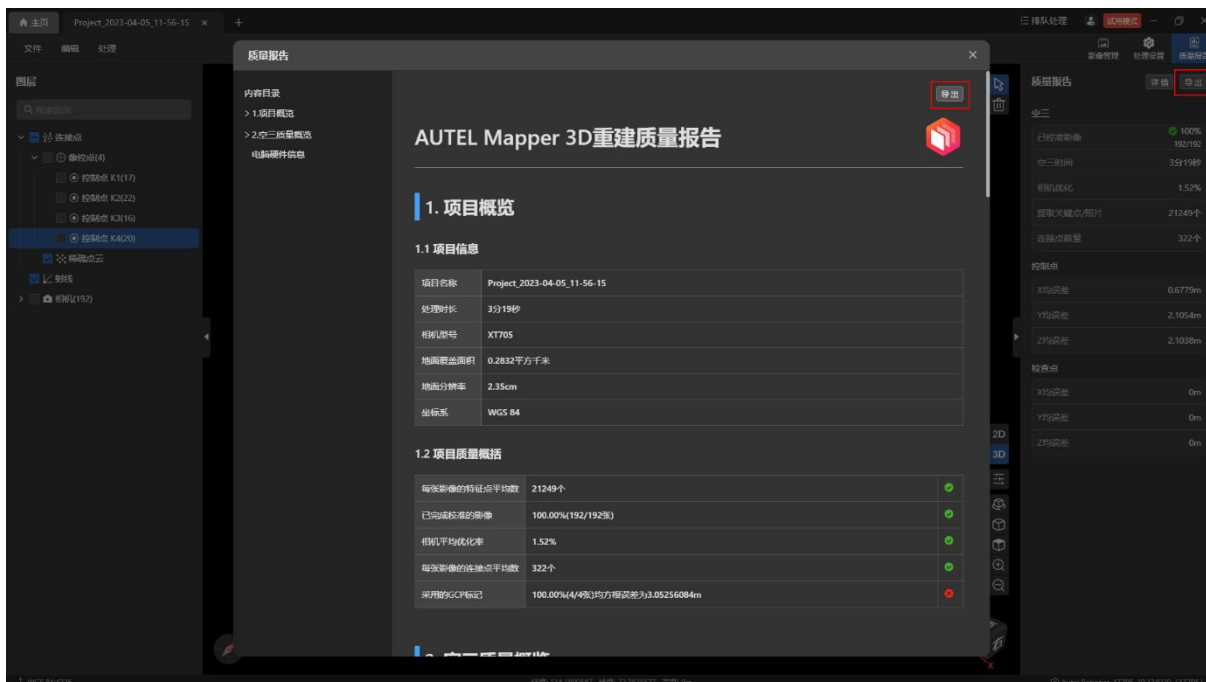 主页 Project_2023-04-05_11-56-15 × + 排队处理 试用模式
文件 编辑 处理 影像管理 处理设置 质量报告
图层
连接点
像控点(4)
控制点 K1(17)
控制点 K2(22)
控制点 K3(16)
控制点 K4(20)
稀疏点云
射线
相机(192)
质量报告 ×
内容目录
> 1.项目概览
> 2.空三质量概览
电脑硬件信息
导出
AUTEL Mapper 3D重建质量报告
1. 项目概览
1.1 项目信息
项目名称 Project_2023-04-05_11-56-15
处理时长 3分19秒
相机型号 XT705
地面覆盖面积 0.2832平方千米
地面分辨率 2.35cm
坐标系 WGS 84
1.2 项目质量概括
每张影像的特征点平均数 21249个
已完成校准的影像 100.00%(192/192张)
相机平均优化率 1.52%
每张影像的连接点平均数 322个
采用的GCP标记 100.00%(4/4张)均方根误差为3.05256084m
2. 空三质量概览
2D
3D
质量报告 详情 导出
空三
已校准影像 100%
192/192
空三时间 3分19秒
相机优化 1.52%
提取关键点/照片 21249个
连接点数量 322个
控制点
X均误差 0.6779m
Y均误差 2.1054m
Z均误差 2.1038m
检查点
X均误差 0m
Y均误差 0m
Z均误差 0m